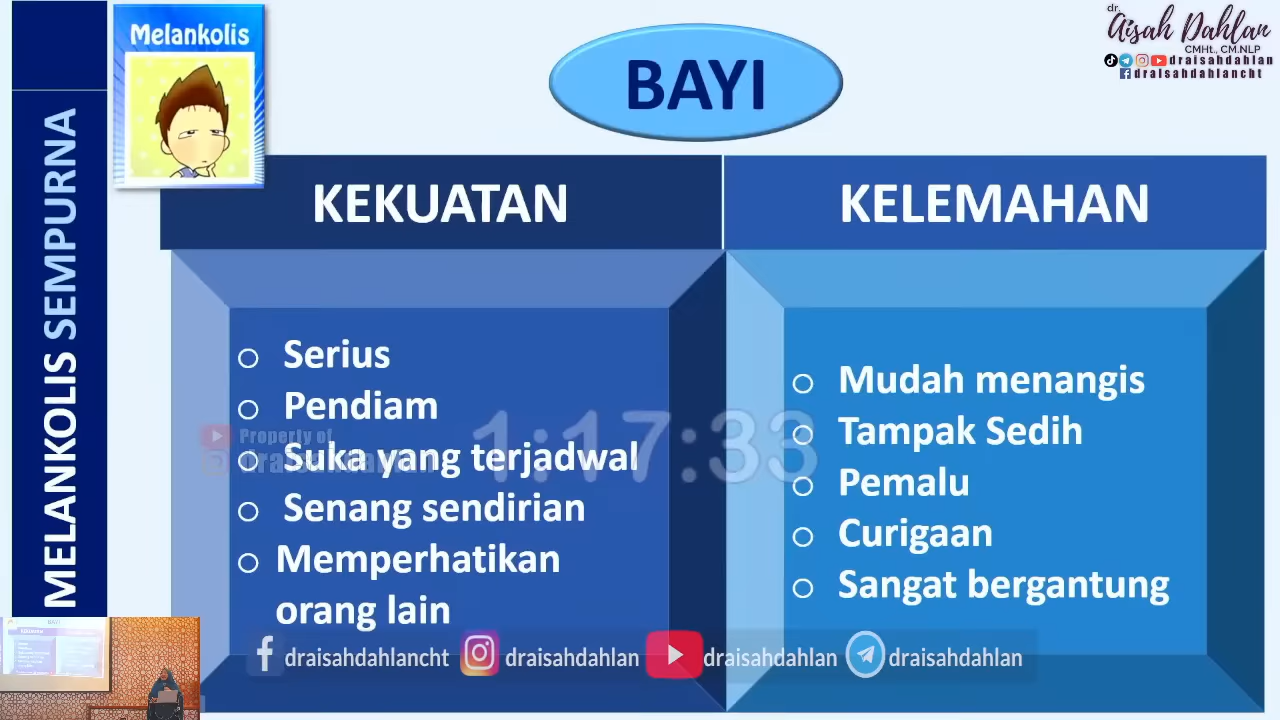 Melankolis
BAYI
dr.
Aisah Dahlan
CMHt., CM.NLP
draisahdahlan
draisahdahlancht
MELANKOLIS SEMPURNA
KEKUATAN
KELEMAHAN
Serius
Pendiam
Suka yang terjadwal
Senang sendirian
Memperhatikan
orang lain
Mudah menangis
Tampak Sedih
Pemalu
Curigaan
Sangat bergantung
Property of
draisahdahlan
1:17:33
draisahdahlancht
draisahdahlan
draisahdahlan
draisahdahlan
BAYI